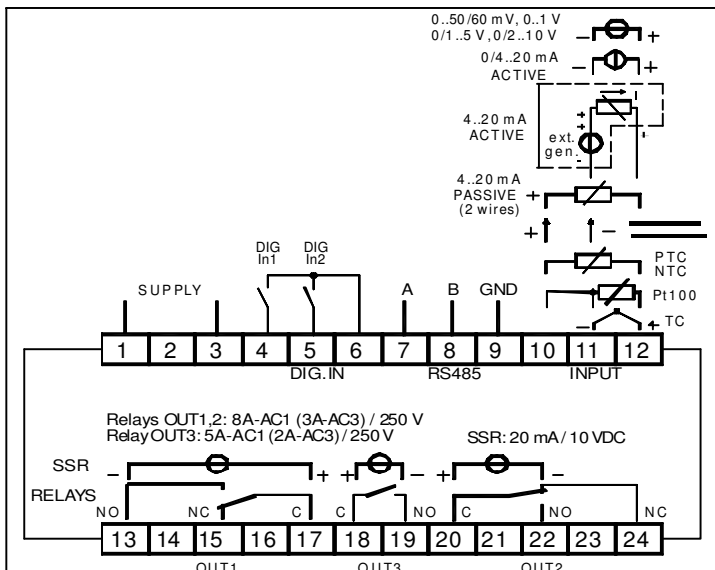 0..50/60 mV, 0..1 V
0/1..5 V, 0/2..10 V
− +
0/4..20 mA
ACTIVE
− +
4..20 mA
ACTIVE
ext.
gen.
+
+
-
+
4..20 mA
PASSIVE
(2 wires)
+
+ −
PTC
NTC
Pt100
− + TC
DIG
In1
DIG
In2
SUPPLY
A B GND
1 2 3 4 5 6 7 8 9 10 11 12
DIG.IN RS485 INPUT
Relays OUT1,2: 8A-AC1 (3A-AC3) / 250 V
Relay OUT3: 5A-AC1 (2A-AC3) / 250 V
SSR: 20 mA / 10 VDC
SSR − + + − + −
RELAYS
NO NC C C NO C NO NC
13 14 15 16 17 18 19 20 21 22 23 24
OUT1 OUT3 OUT2